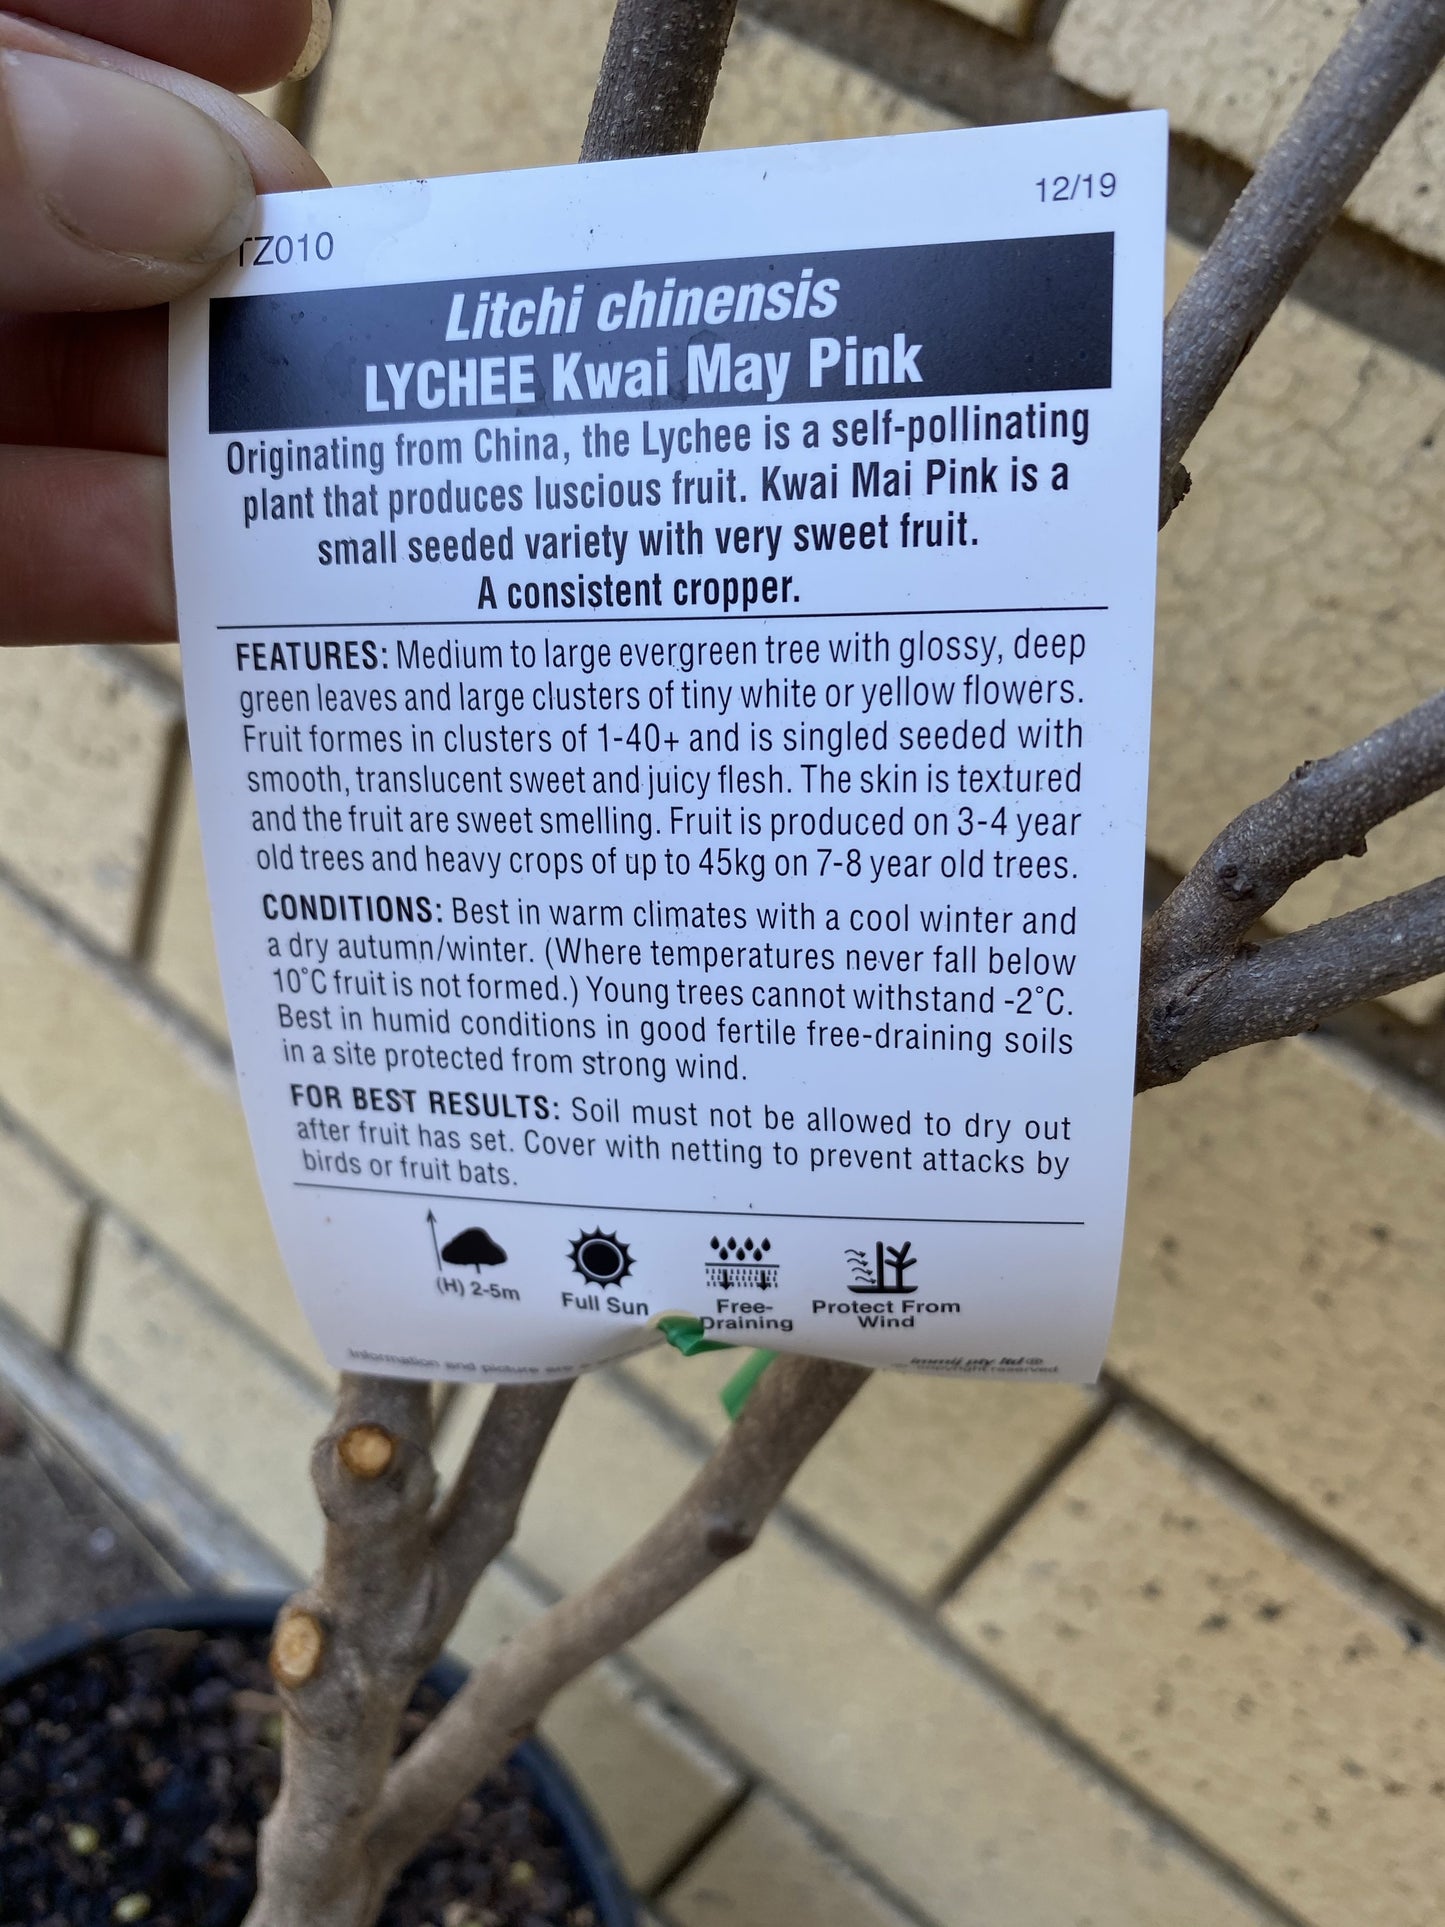 12/19
TZ010
Litchi chinensis
LYCHEE Kwai May Pink
Originating from China, the Lychee is a self-pollinating
plant that produces luscious fruit. Kwai Mai Pink is a
small seeded variety with very sweet fruit.
A consistent cropper.
FEATURES: Medium to large evergreen tree with glossy, deep
green leaves and large clusters of tiny white or yellow flowers.
Fruit formes in clusters of 1-40+ and is singled seeded with
smooth, translucent sweet and juicy flesh. The skin is textured
and the fruit are sweet smelling. Fruit is produced on 3-4 year
old trees and heavy crops of up to 45kg on 7-8 year old trees.
CONDITIONS: Best in warm climates with a cool winter and
a dry autumn/winter. (Where temperatures never fall below
10°C fruit is not formed.) Young trees cannot withstand -2°C.
Best in humid conditions in good fertile free-draining soils
in a site protected from strong wind.
FOR BEST RESULTS: Soil must not be allowed to dry out
after fruit has set. Cover with netting to prevent attacks by
birds or fruit bats.
(H) 2-5m
Full Sun
Free-
Draining
Protect From
Wind
Information and picture are
pty ltd
copyright reserved